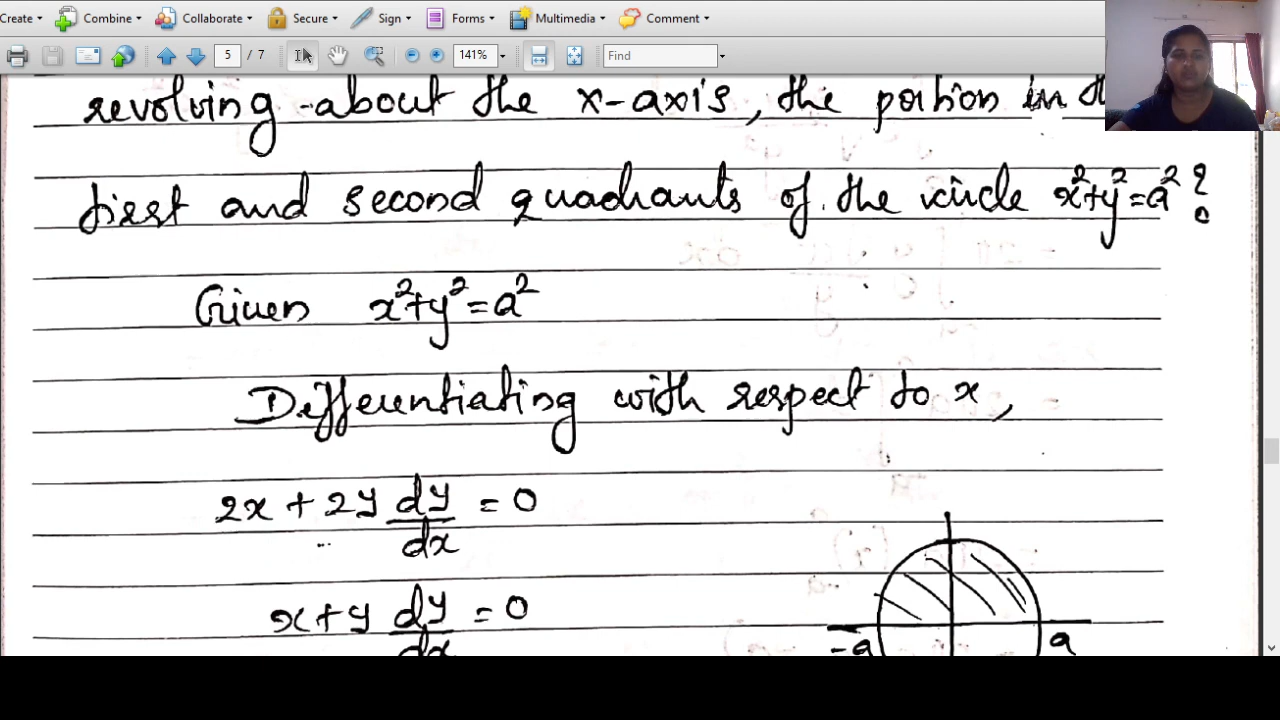 Create Combine Collaborate Secure Sign Forms Multimedia Comment
5 / 7 141% Find
revolving about the x-axis, the portion in
first and second quadrants of the circle x²+y²=a²?
Given x²+y²=a²
Differentiating with respect to x,
2x + 2y dy/dx = 0
x+y dy/dx = 0
-a a